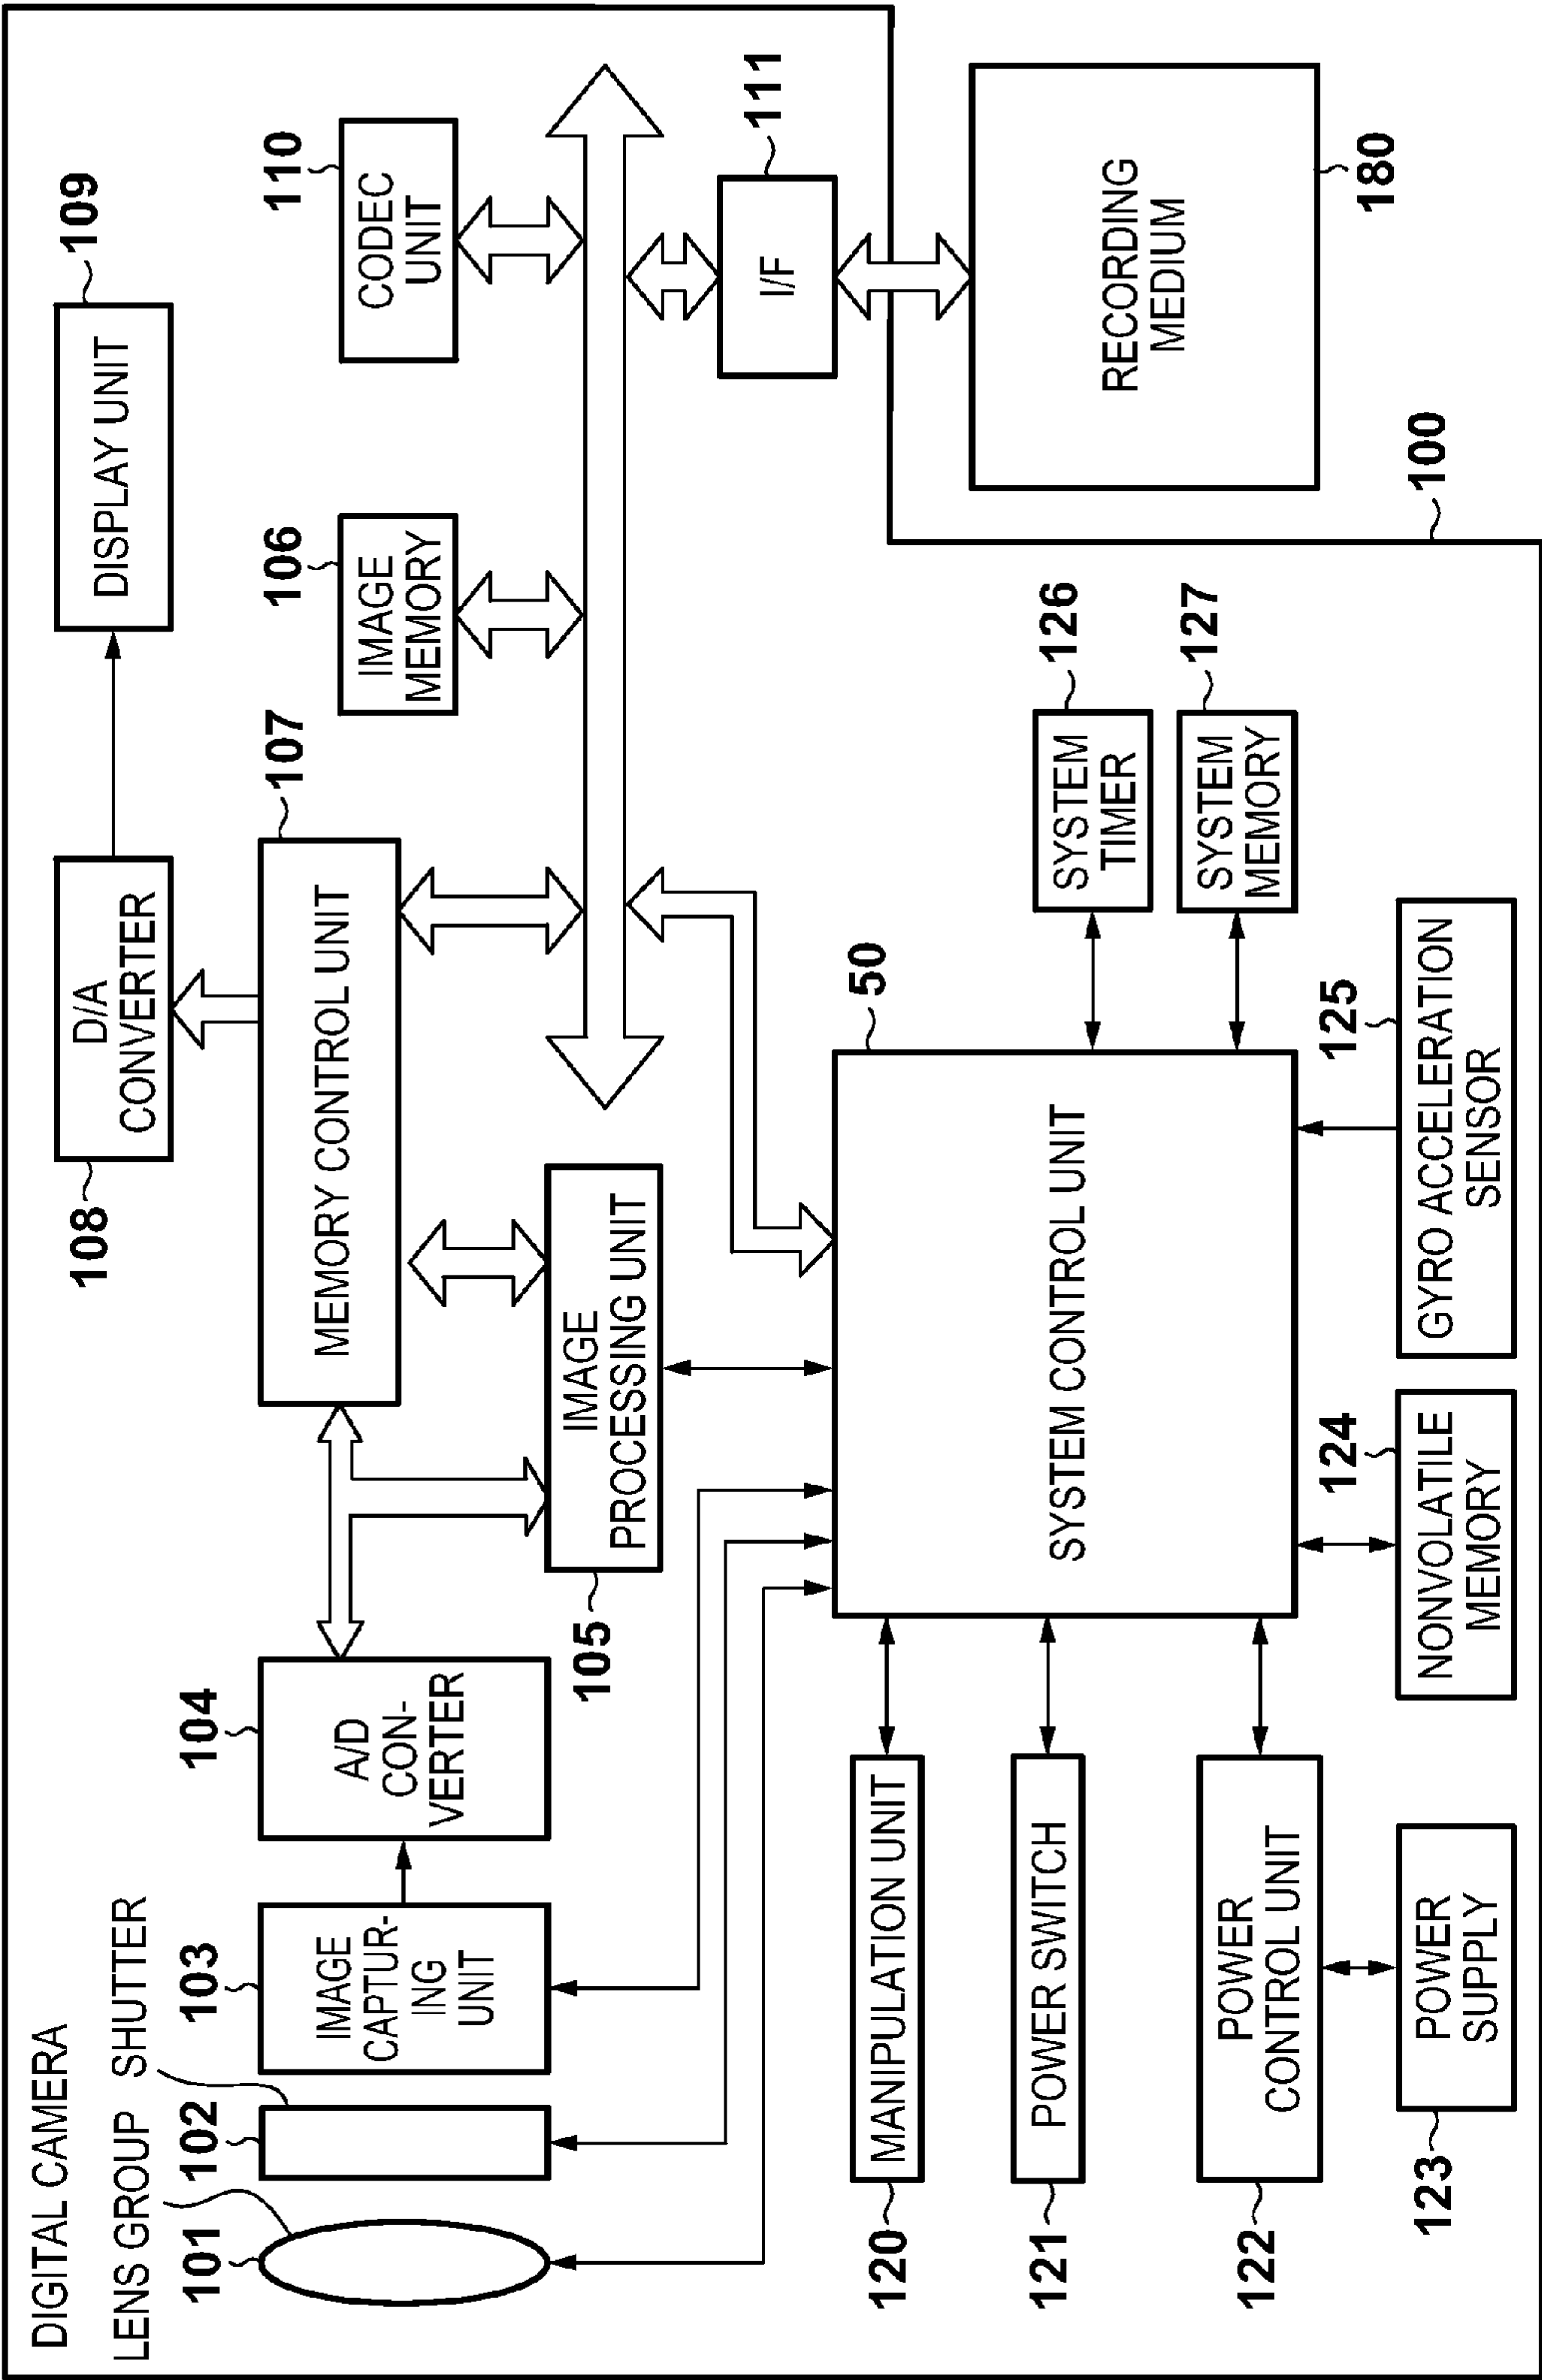 DIGITAL CAMERA
LENS GROUP
SHUTTER
101
102
103
IMAGE
CAPTUR-
ING
UNIT
104
A/D
CON-
VERTER
105
IMAGE
PROCESSING UNIT
107
MEMORY CONTROL UNIT
108
D/A
CONVERTER
109
DISPLAY UNIT
106
IMAGE
MEMORY
110
CODEC
UNIT
111
I/F
RECORDING
MEDIUM
180
100
50
SYSTEM CONTROL UNIT
120
MANIPULATION UNIT
121
POWER SWITCH
122
POWER
CONTROL UNIT
123
POWER
SUPPLY
124
NONVOLATILE
MEMORY
125
GYRO ACCELERATION
SENSOR
126
SYSTEM
TIMER
127
SYSTEM
MEMORY